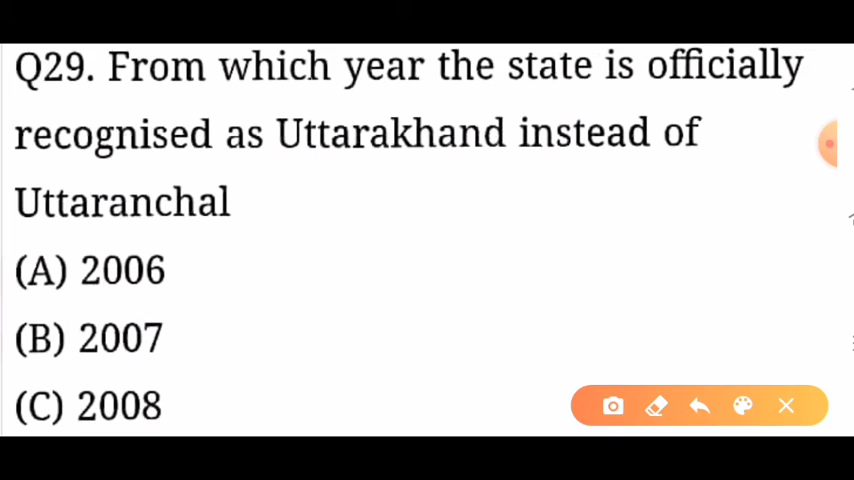 Q29. From which year the state is officially
recognised as Uttarakhand instead of
Uttaranchal
(A) 2006
(B) 2007
(C) 2008